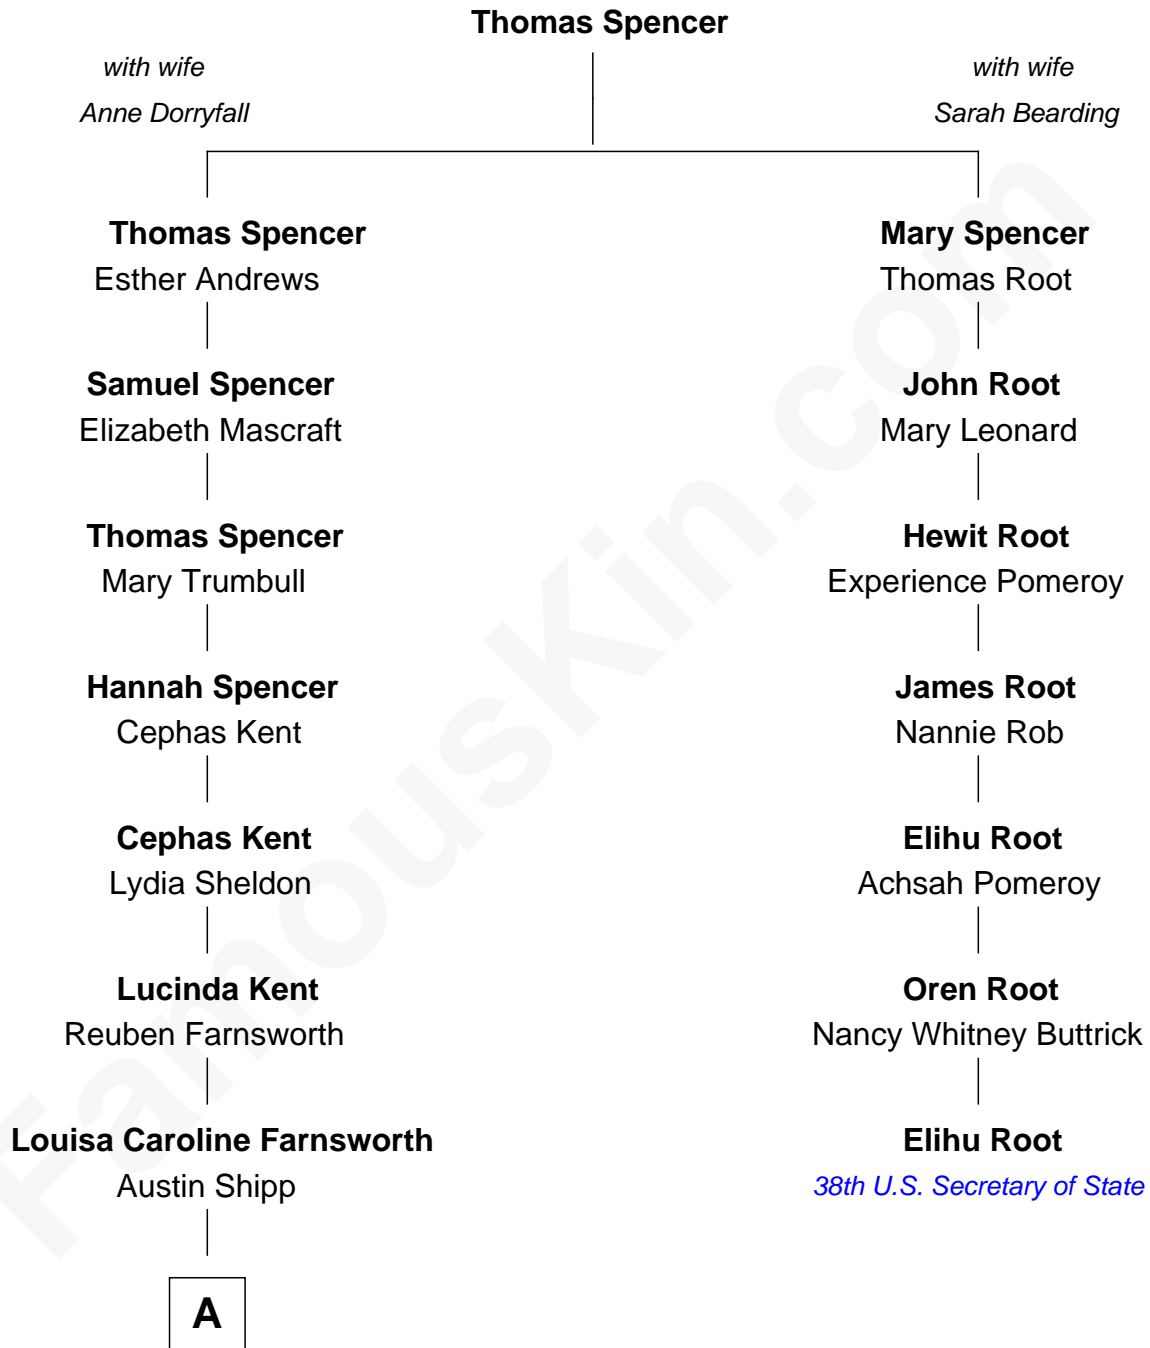 Thomas Spencer
with wife
Anne Dorryfall
with wife
Sarah Bearding
Thomas Spencer
Esther Andrews
Mary Spencer
Thomas Root
Samuel Spencer
Elizabeth Mascraft
John Root
Mary Leonard
Thomas Spencer
Mary Trumbull
Hewit Root
Experience Pomeroy
Hannah Spencer
Cephas Kent
James Root
Nannie Rob
Cephas Kent
Lydia Sheldon
Elihu Root
Achsah Pomeroy
Lucinda Kent
Reuben Farnsworth
Oren Root
Nancy Whitney Buttrick
Louisa Caroline Farnsworth
Austin Shipp
Elihu Root
38th U.S. Secretary of State
A
FamousKin.com